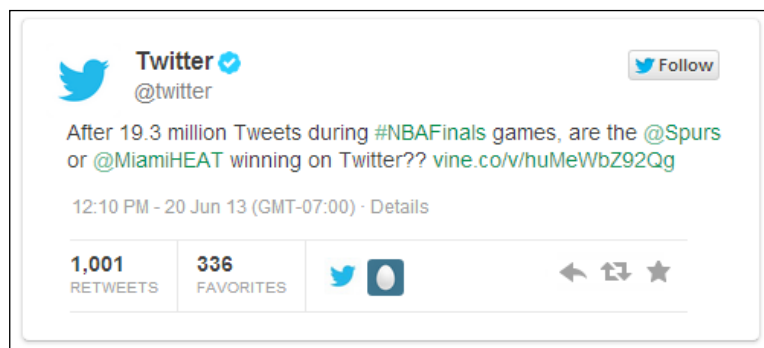 Twitter
@twitter
Follow
After 19.3 million Tweets during #NBAFinals games, are the @Spurs
or @MiamiHEAT winning on Twitter?? vine.co/v/huMeWbZ92Qg
12:10 PM - 20 Jun 13 (GMT-07:00) · Details
1,001 336
RETWEETS FAVORITES